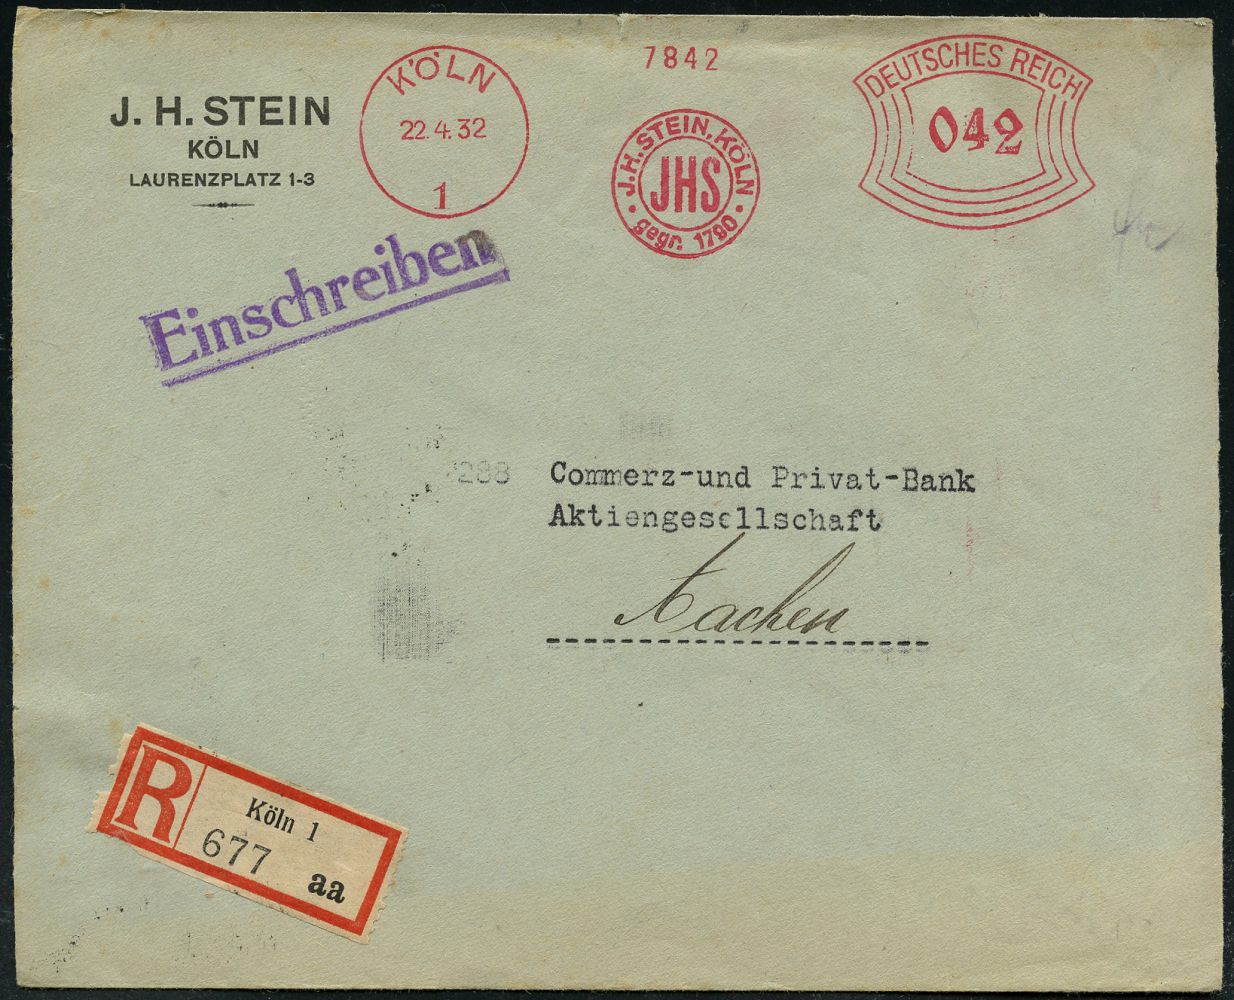 J. H. STEIN
KÖLN
LAURENZPLATZ 1-3
KÖLN
22.4.32
1
7842
J.H. STEIN, KÖLN
JHS
gegr. 1790
DEUTSCHES REICH
042
Einschreiben
288 Commerz-und Privat-Bank
Aktiengesellschaft
Aachen
R
Köln 1
677
aa